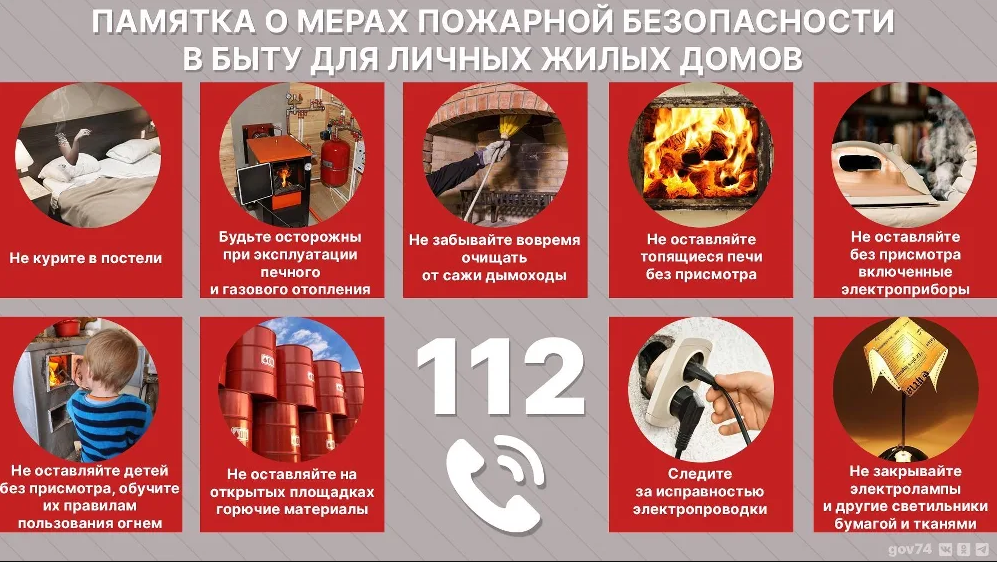 ПАМЯТКА О МЕРАХ ПОЖАРНОЙ БЕЗОПАСНОСТИ
В БЫТУ ДЛЯ ЛИЧНЫХ ЖИЛЫХ ДОМОВ
Не курите в постели
Будьте осторожны
при эксплуатации
печного
и газового отопления
Не забывайте вовремя
очищать
от сажи дымоходы
Не оставляйте
топящиеся печи
без присмотра
Не оставляйте
без присмотра
включенные
электроприборы
Не оставляйте детей
без присмотра, обучите
их правилам
пользования огнем
Не оставляйте на
открытых площадках
горючие материалы
112
Следите
за исправностью
электропроводки
Не закрывайте
электролампы
и другие светильники
бумагой и тканями
gov74